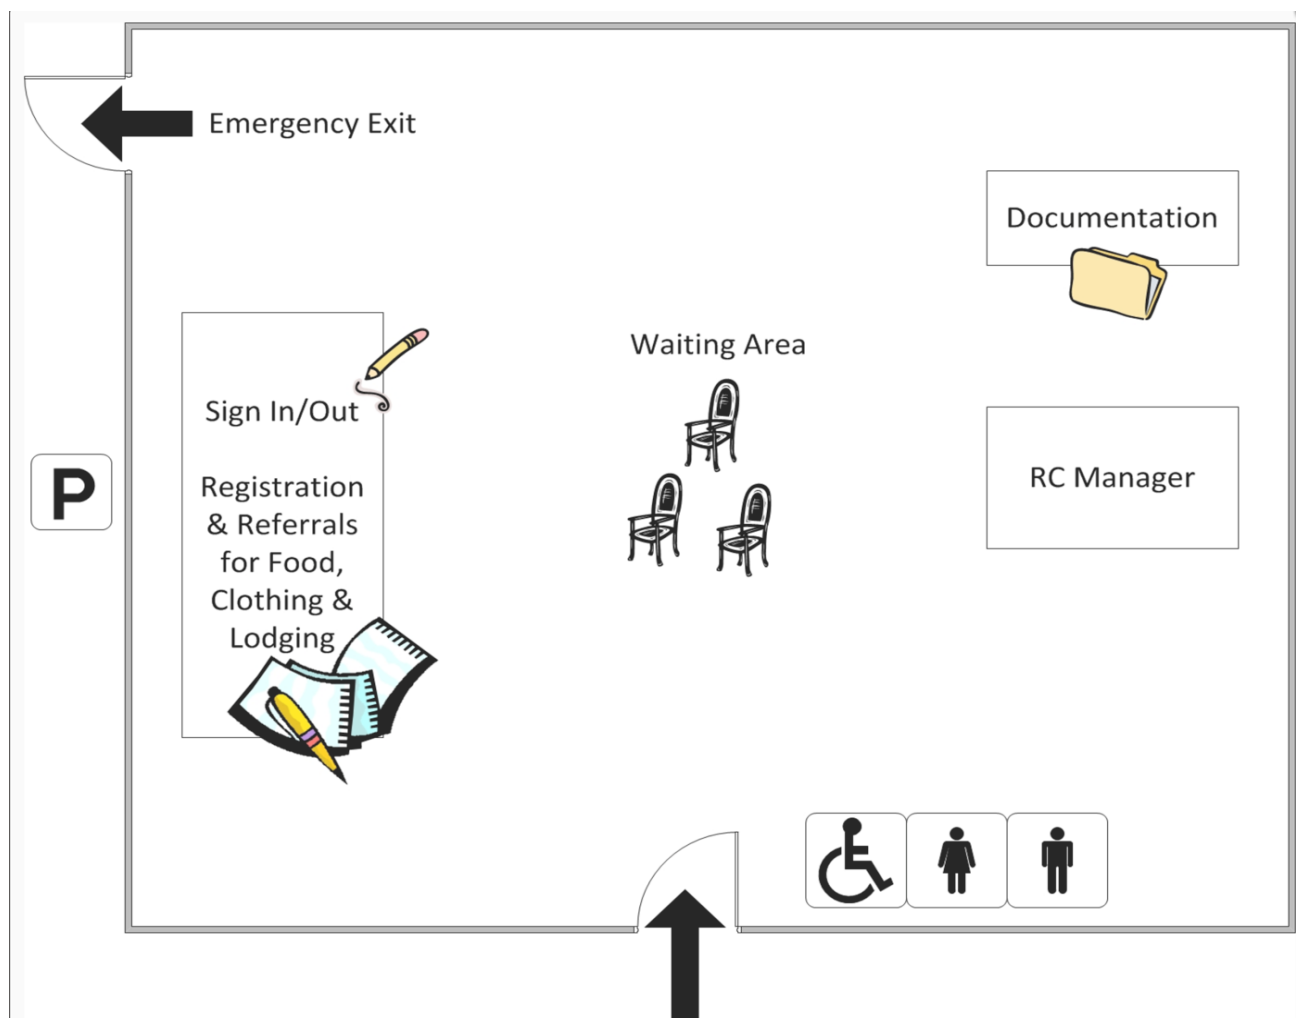 Emergency Exit
Documentation
Waiting Area
Sign In/Out
RC Manager
P
Registration
& Referrals
for Food,
Clothing &
Lodging